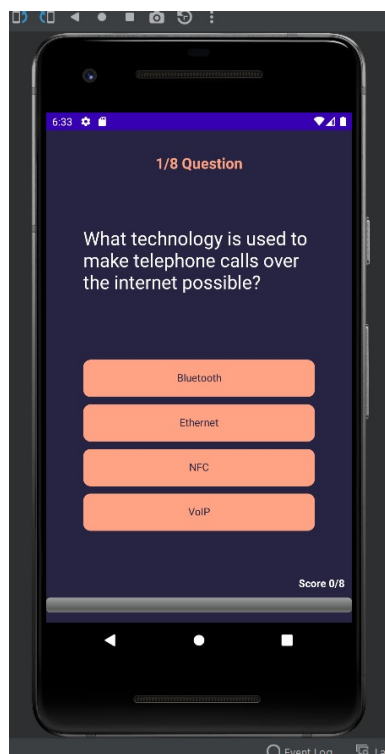 6:33
1/8 Question
What technology is used to
make telephone calls over
the internet possible?
Bluetooth
Ethernet
NFC
VoIP
Score 0/8
Event Log